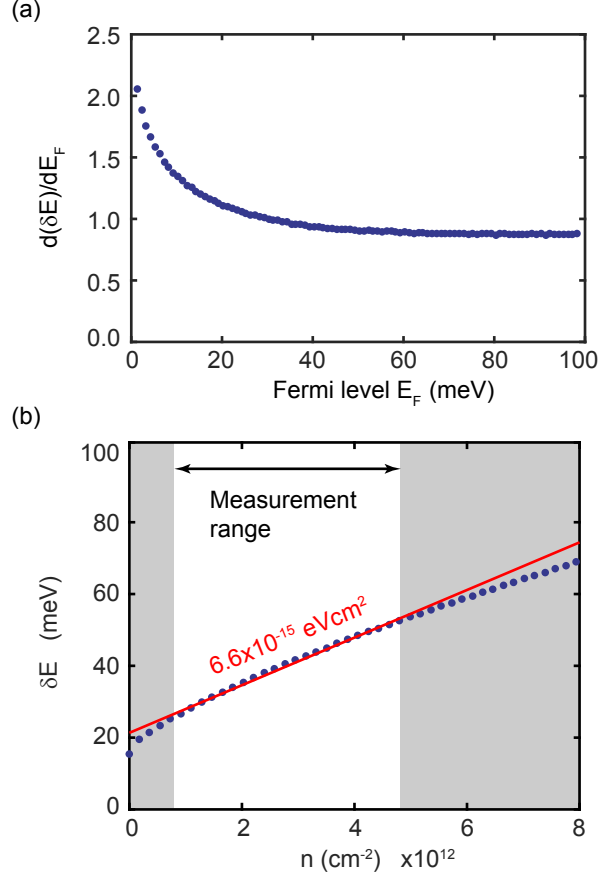 (a)
2.5
2.0
1.5
1.0
0.5
0.0
d(δE)/dE_F
0 20 40 60 80 100
Fermi level E_F (meV)
(b)
100
80
60
40
20
0
δE (meV)
Measurement
range
6.6x10^-15 eVcm^2
0 2 4 6 8
n (cm^-2) x10^12